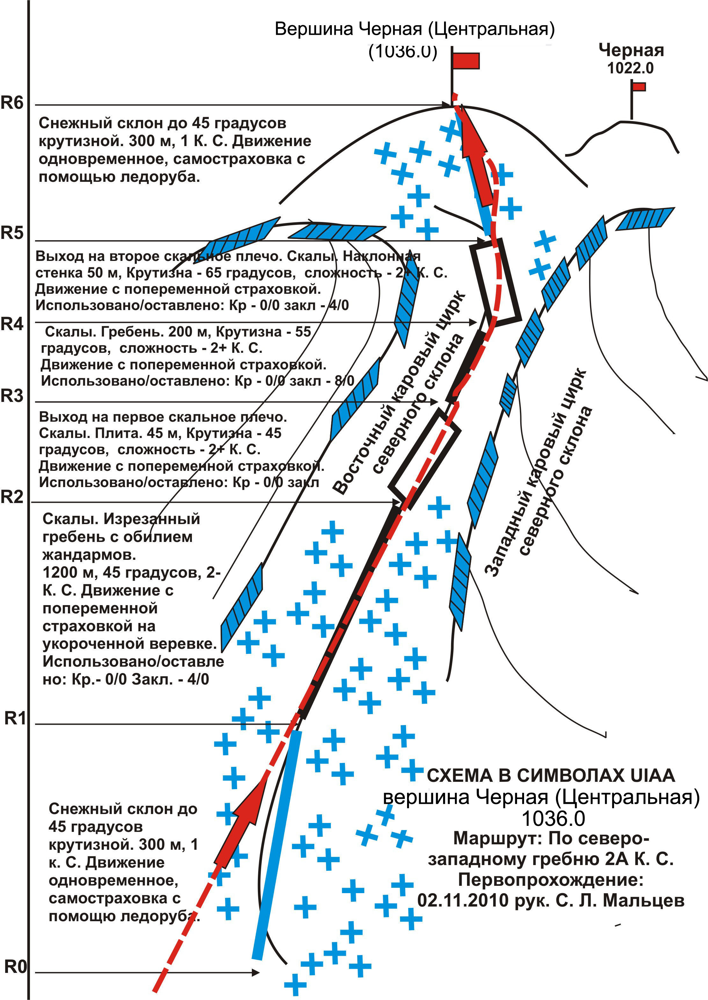 Вершина Черная (Центральная)
(1036.0)
Черная
1022.0
R6
Снежный склон до 45 градусов
крутизной. 300 м, 1 К. С. Движение
одновременное, самостраховка с
помощью ледоруба.
R5
Выход на второе скальное плечо. Скалы. Наклонная
стенка 50 м, Крутизна - 65 градусов, сложность - 2+ К. С.
Движение с попеременной страховкой.
Использовано/оставлено: Кр - 0/0 закл - 4/0
R4
Скалы. Гребень. 200 м, Крутизна - 55
градусов, сложность - 2+ К. С.
Движение с попеременной страховкой.
Использовано/оставлено: Кр - 0/0 закл - 8/0
R3
Выход на первое скальное плечо.
Скалы. Плита. 45 м, Крутизна - 45
градусов, сложность - 2+ К. С.
Движение с попеременной страховкой.
Использовано/оставлено: Кр - 0/0 закл
R2
Восточный каровый цирк
северного склона
Западный каровый цирк
северного склона
Скалы. Изрезанный
гребень с обилием
жандармов.
1200 м, 45 градусов, 2-
К. С. Движение с
попеременной
страховкой на
укороченной веревке.
Использовано/оставле
но: Кр.- 0/0 Закл. - 4/0
R1
Снежный склон до
45 градусов
крутизной. 300 м, 1
к. С. Движение
одновременное,
самостраховка с
помощю ледоруба.
R0
СХЕМА В СИМВОЛАХ UIAA
вершина Черная (Центральная)
1036.0
Маршрут: По северо-
западному гребню 2А К. С.
Первопрохождение:
02.11.2010 рук. С. Л. Мальцев